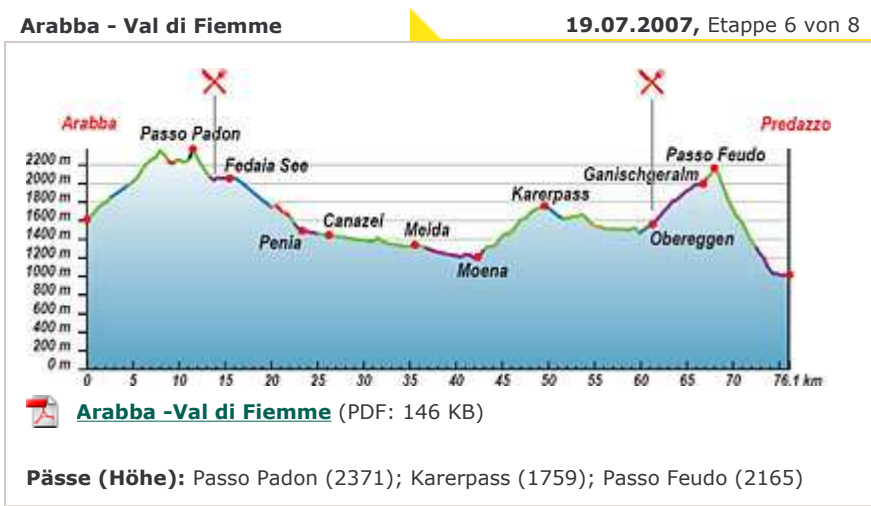 Arabba - Val di Fiemme 19.07.2007, Etappe 6 von 8
Arabba
Predazzo
Passo Padon
Fedaia See
Penia
Canazei
Meida
Moena
Karerpass
Obereggen
Ganischgeralm
Passo Feudo
2200 m
2000 m
1800 m
1600 m
1400 m
1200 m
1000 m
800 m
600 m
400 m
200 m
0 m
0 5 10 15 20 25 30 35 40 45 50 55 60 65 70 76.1 km
Arabba -Val di Fiemme (PDF: 146 KB)
Pässe (Höhe): Passo Padon (2371); Karerpass (1759); Passo Feudo (2165)